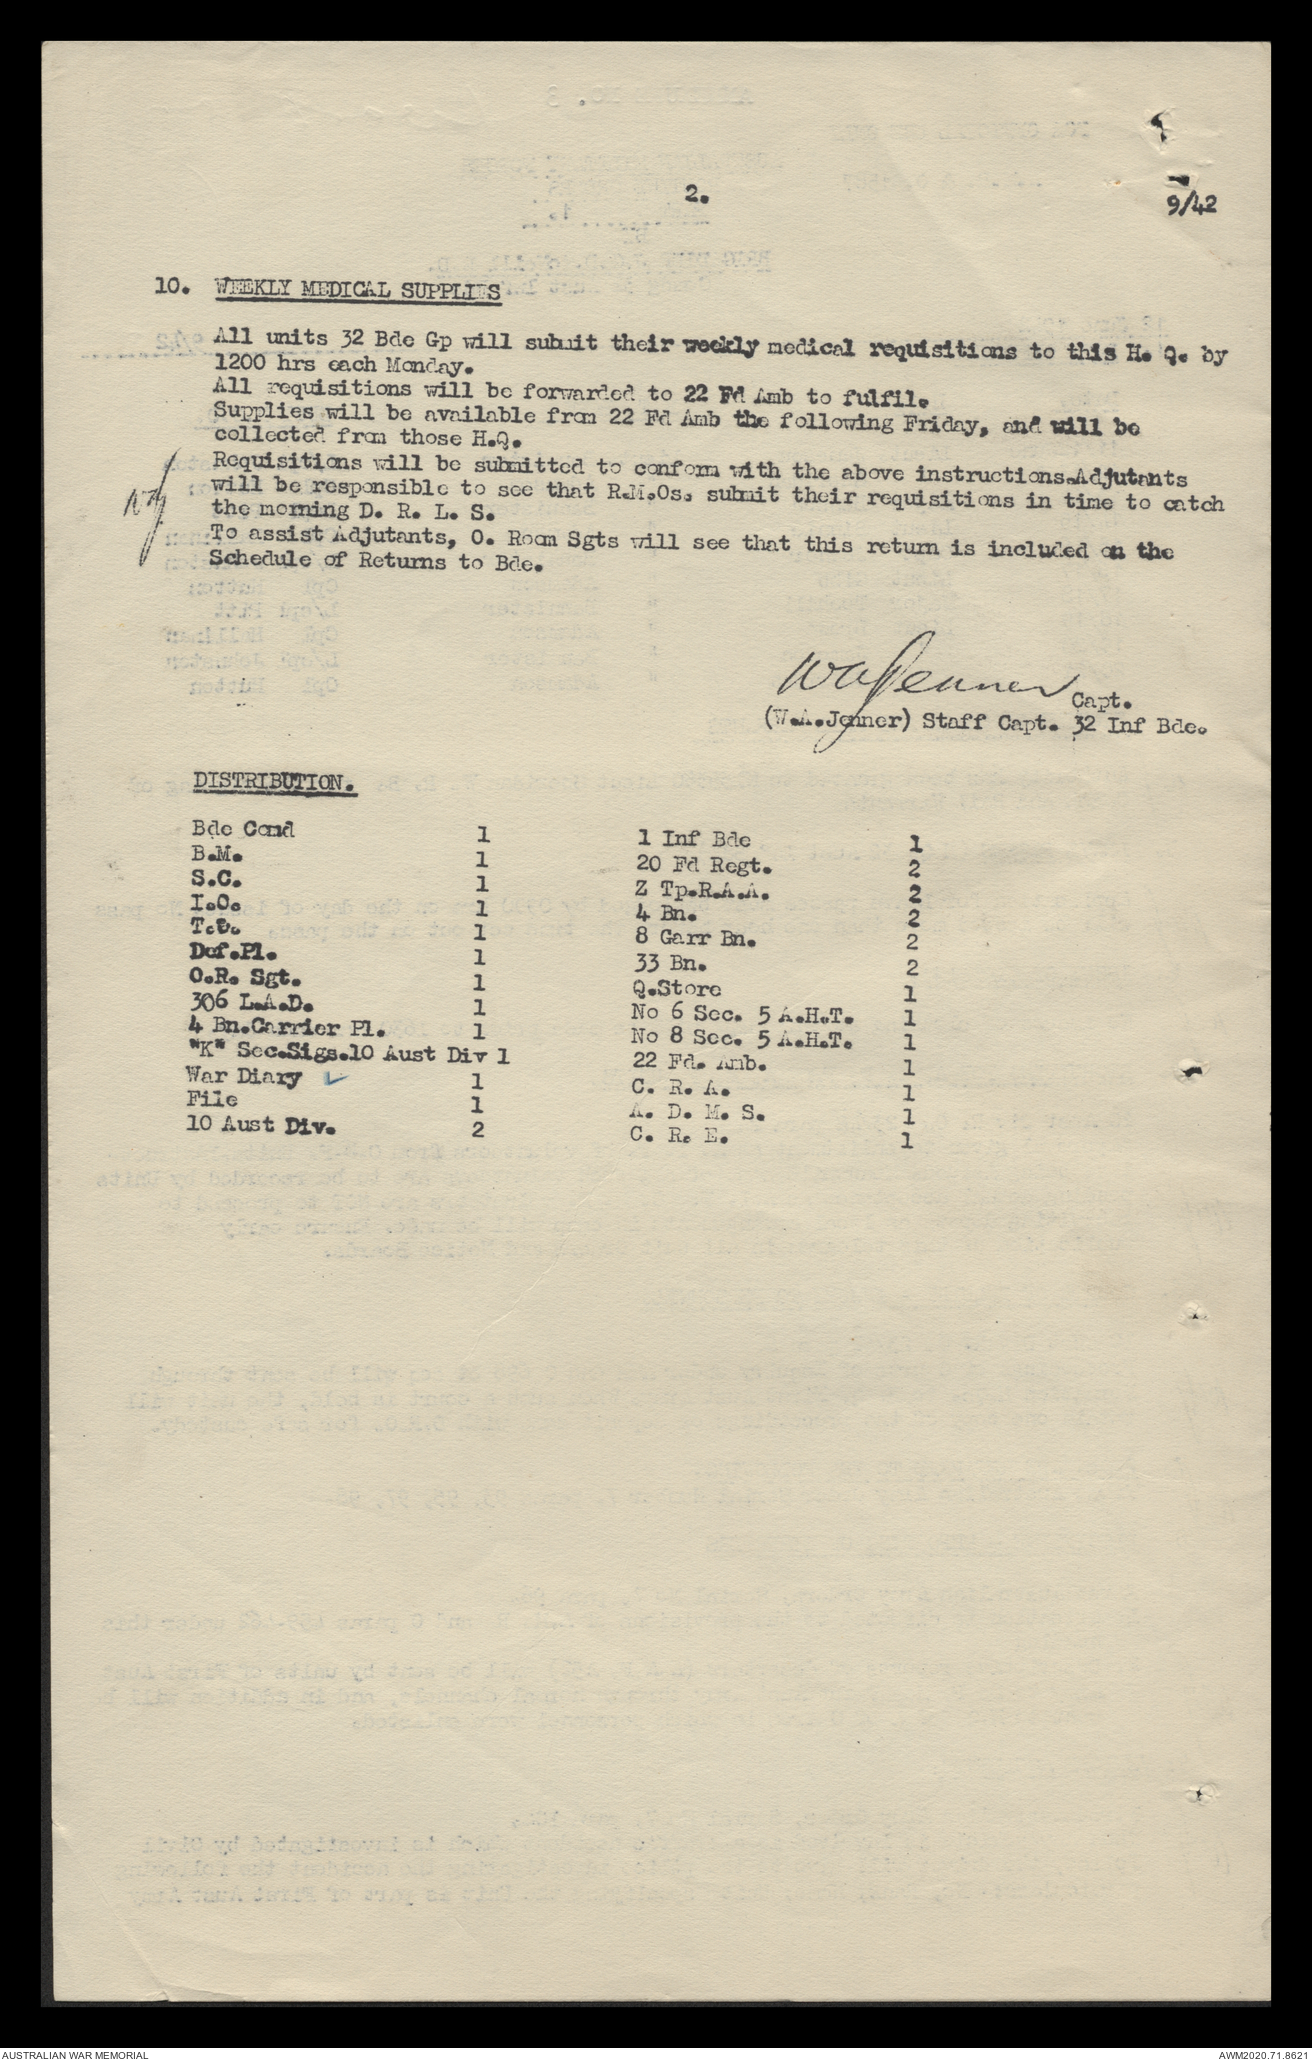 2.
9/42
10. WEEKLY MEDICAL SUPPLIES
All units 32 Bde Gp will submit their weekly medical requisitions to this H. Q. by
1200 hrs each Monday.
All requisitions will be forwarded to 22 Fd Amb to fulfil.
Supplies will be available from 22 Fd Amb the following Friday, and will be
collected from those H.Q.
Requisitions will be submitted to conform with the above instructions.Adjutants
will be responsible to see that R.M.Os. submit their requisitions in time to catch
the morning D. R. L. S.
To assist Adjutants, O. Room Sgts will see that this return is included on the
Schedule of Returns to Bde.
WAJenner Capt.
(W.A.Jenner) Staff Capt. 32 Inf Bde.
DISTRIBUTION.
Bde Comd 1
B.M. 1
S.C. 1
I.O. 1
T.O. 1
Def.Pl. 1
O.R. Sgt. 1
306 L.A.D. 1
4 Bn.Carrier Pl. 1
"K" Sec.Sigs.10 Aust Div 1
War Diary ✓ 1
File 1
10 Aust Div. 2
1 Inf Bde 1
20 Fd Regt. 2
Z Tp.R.A.A. 2
4 Bn. 2
8 Garr Bn. 2
33 Bn. 2
Q.Store 1
No 6 Sec. 5 A.H.T. 1
No 8 Sec. 5 A.H.T. 1
22 Fd. Amb. 1
C. R. A. 1
A. D. M. S. 1
C. R. E. 1
AUSTRALIAN WAR MEMORIAL
AWM2020.71.8621